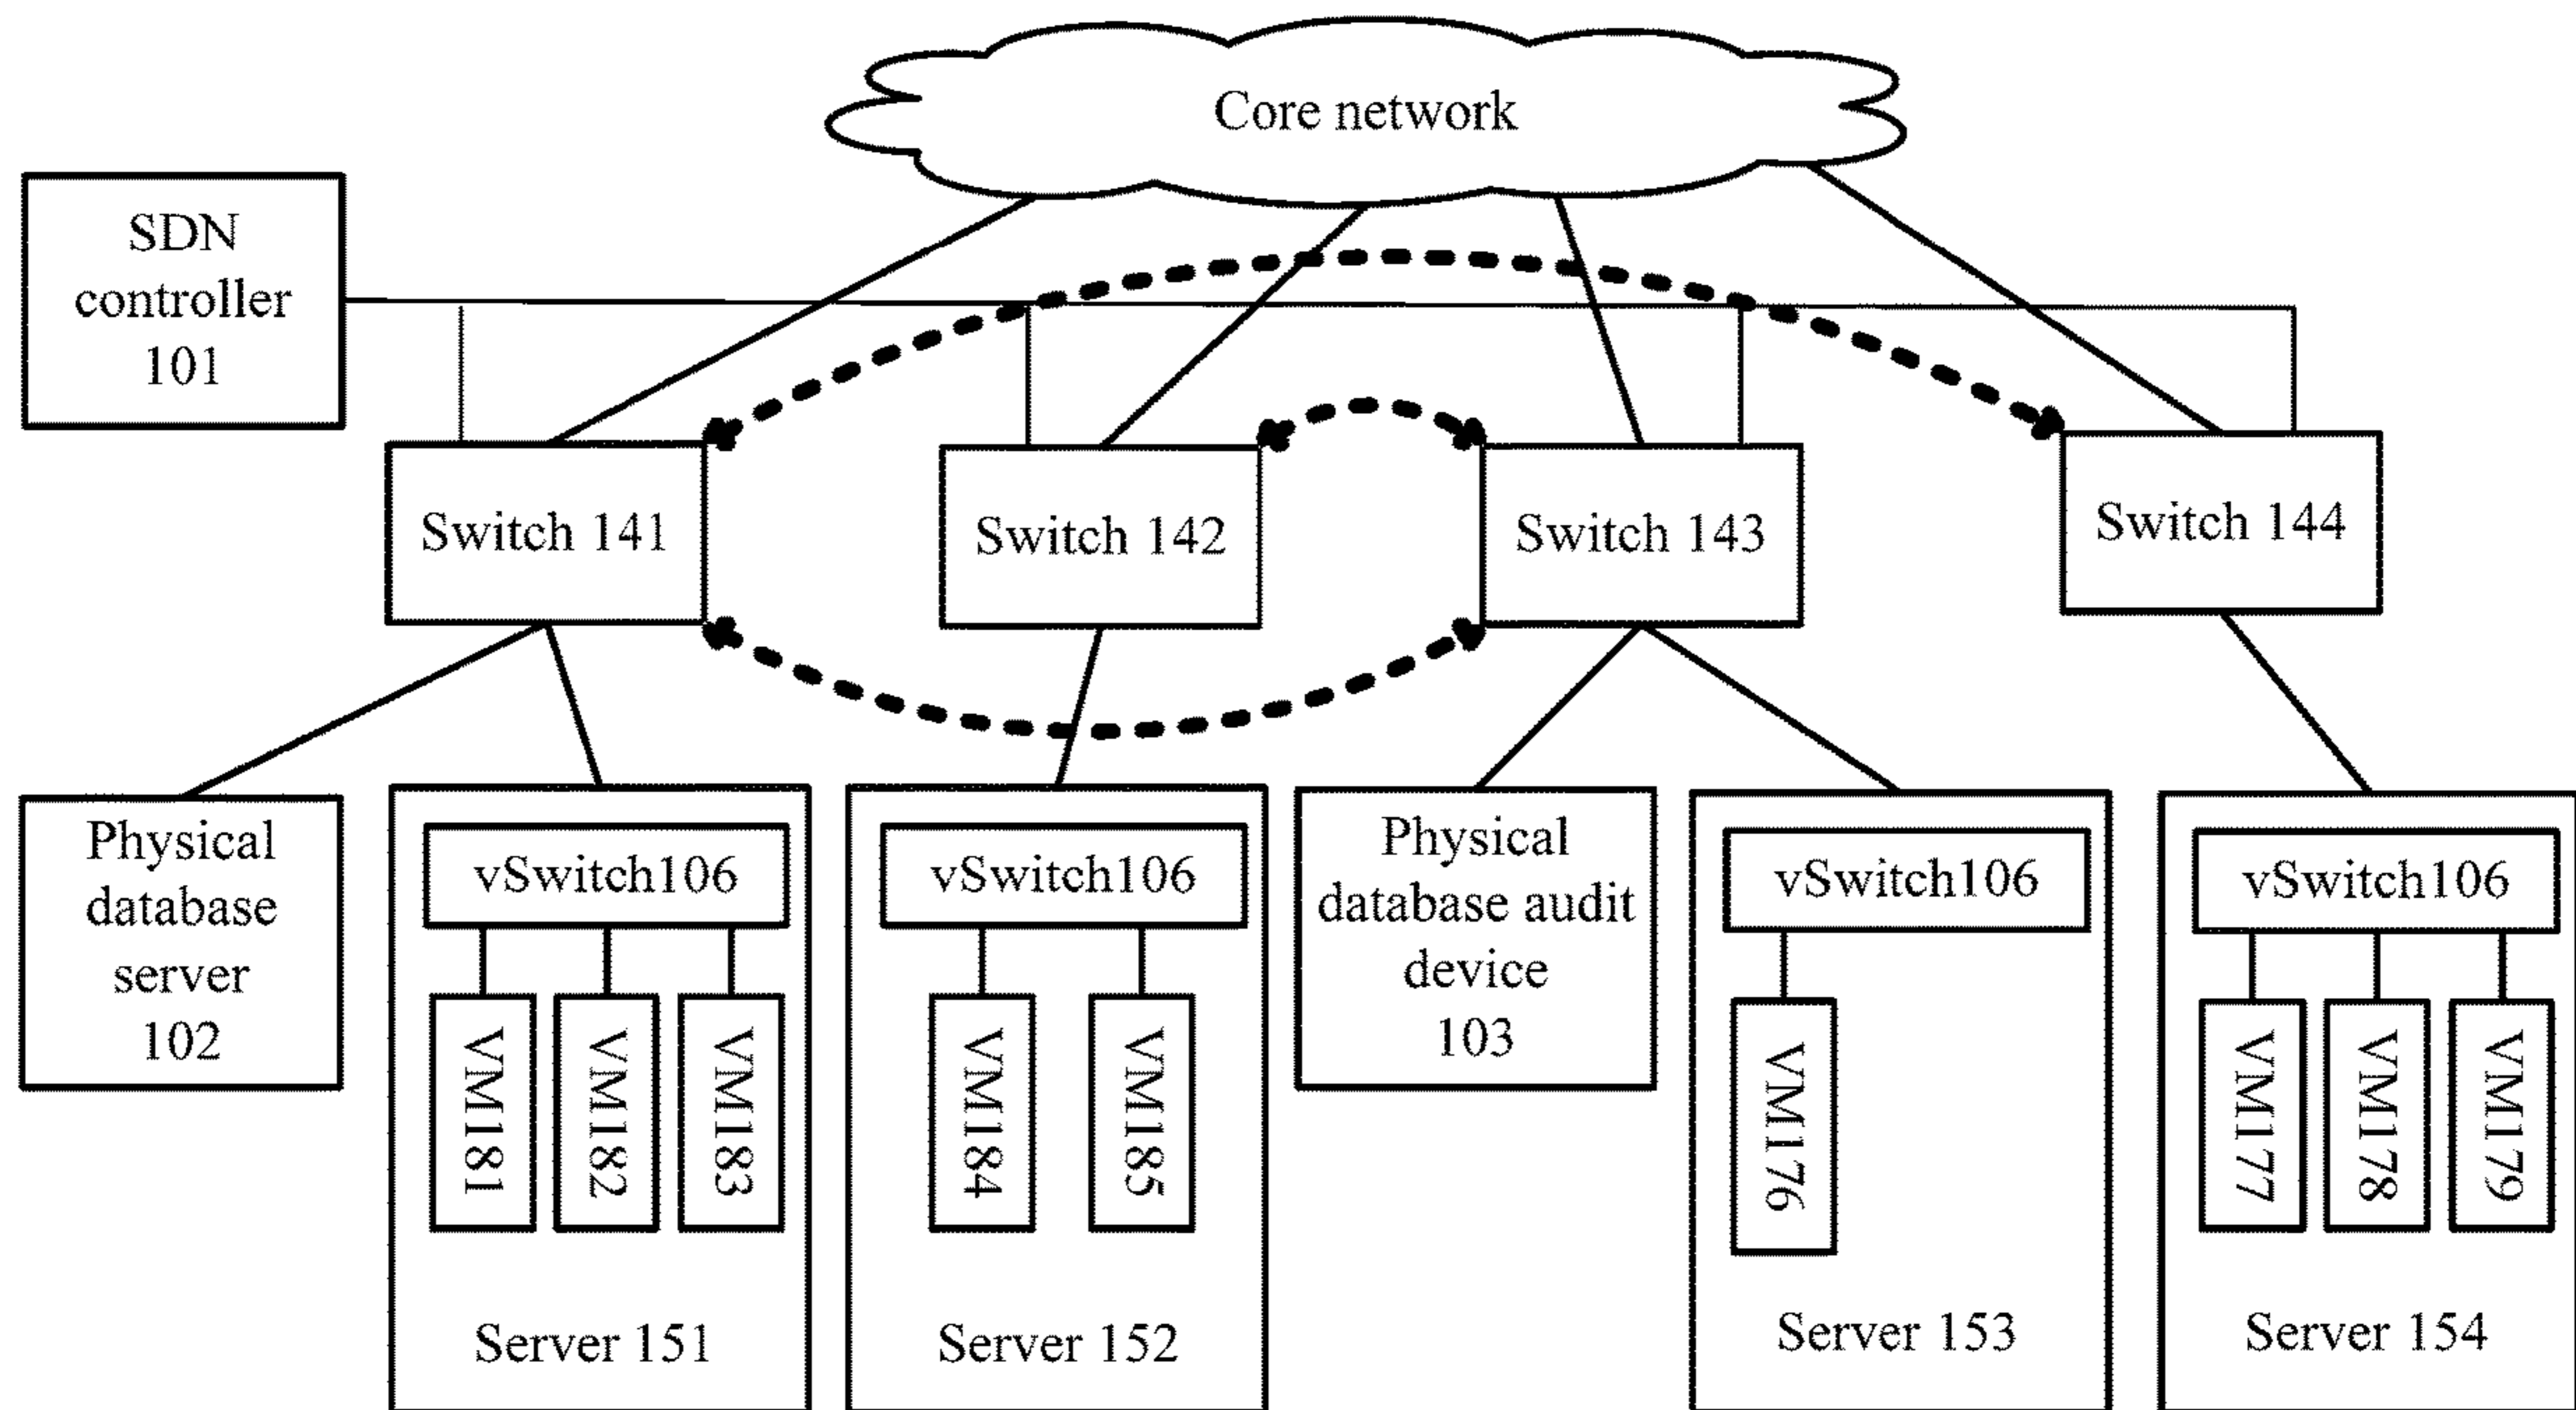 Core network
SDN
controller
101
Switch 141
Switch 142
Switch 143
Switch 144
Physical
database
server
102
vSwitch106
VM181
VM182
VM183
Server 151
vSwitch106
VM184
VM185
Server 152
Physical
database audit
device
103
vSwitch106
VM176
Server 153
vSwitch106
VM177
VM178
VM179
Server 154